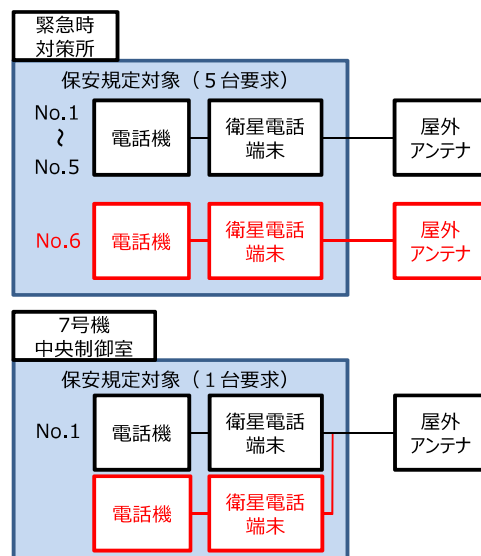 緊急時
対策所
保安規定対象（５台要求）
No.1
～
No.5
電話機
衛星電話
端末
屋外
アンテナ
No.6
電話機
衛星電話
端末
屋外
アンテナ
7号機
中央制御室
保安規定対象（１台要求）
No.1
電話機
衛星電話
端末
屋外
アンテナ
電話機
衛星電話
端末